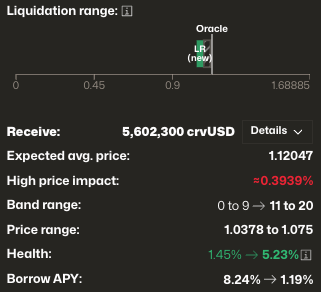 Liquidation range:
Oracle
LR
(new)
0 0.45 0.9 1.68885
Receive: 5,602,300 crvUSD Details
Expected avg. price: 1.12047
High price impact: ≈0.3939%
Band range: 0 to 9 → 11 to 20
Price range: 1.0378 to 1.075
Health: 1.45% → 5.23%
Borrow APY: 8.24% → 1.19%